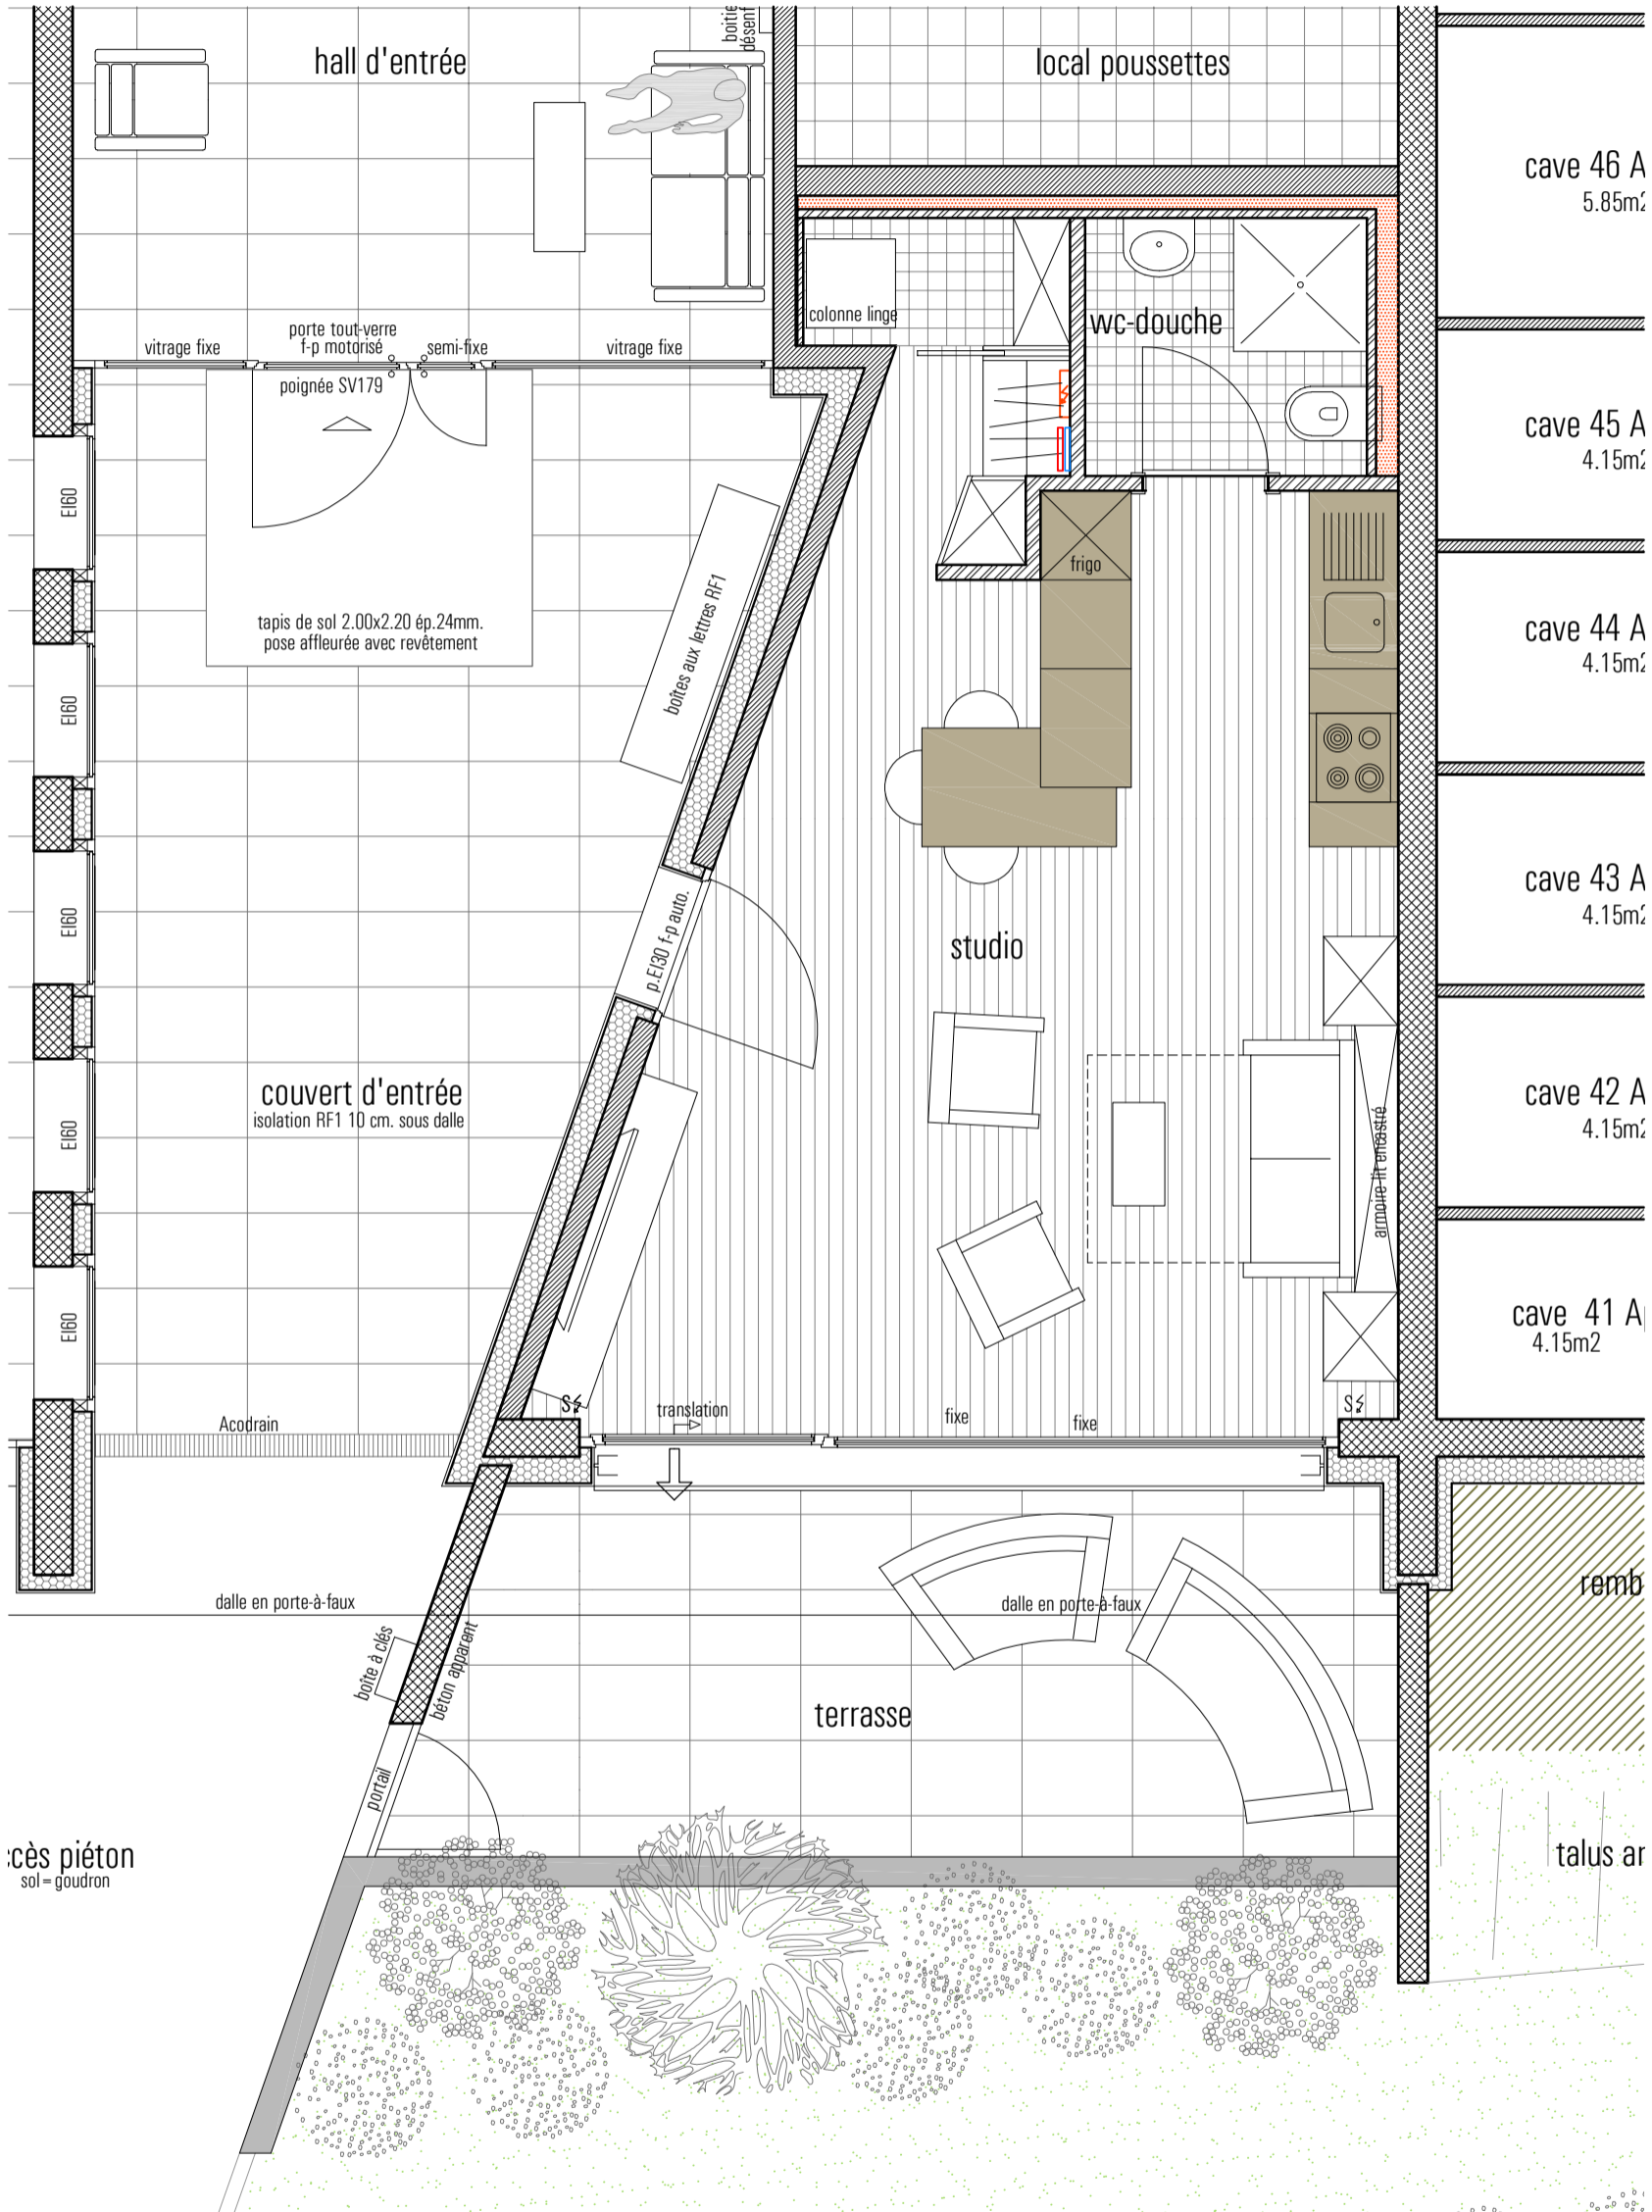 boitie
désenf
hall d'entrée
local poussettes
cave 46 A
5.85m2
colonne linge
wc-douche
vitrage fixe
porte tout-verre
f-p motorisé
semi-fixe
vitrage fixe
poignée SV179
cave 45 A
4.15m2
EI60
frigo
tapis de sol 2.00x2.20 ép.24mm.
pose affleurée avec revêtement
boîtes aux lettres RF1
cave 44 A
4.15m2
EI60
cave 43 A
4.15m2
EI60
p.EI30 f-p auto.
studio
couvert d'entrée
isolation RF1 10 cm. sous dalle
EI60
armoire lit encastré
cave 42 A
4.15m2
EI60
cave 41 A
4.15m2
Acodrain
S
translation
fixe
fixe
S
dalle en porte-à-faux
dalle en porte-à-faux
remb
boîte à clés
béton apparent
terrasse
portail
ccès piéton
sol = goudron
talus ar